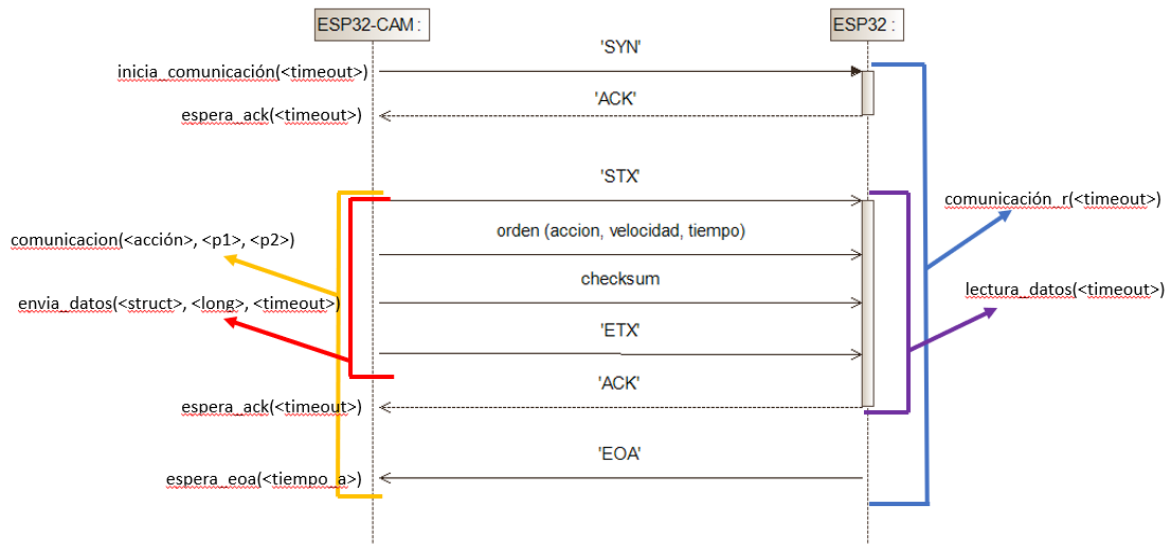 ESP32-CAM :
ESP32 :
'SYN'
inicia_comunicación(<timeout>)
'ACK'
espera_ack(<timeout>)
'STX'
comunicación_r(<timeout>)
orden (accion, velocidad, tiempo)
comunicacion(<acción>, <p1>, <p2>)
checksum
lectura_datos(<timeout>)
envia_datos(<struct>, <long>, <timeout>)
'ETX'
'ACK'
espera_ack(<timeout>)
'EOA'
espera_eoa(<tiempo_a>)